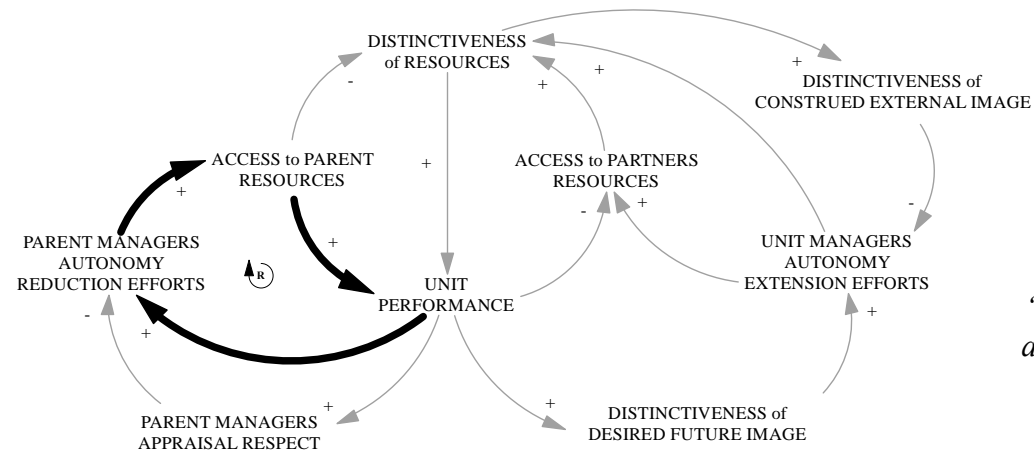 DISTINCTIVENESS
of RESOURCES
+
DISTINCTIVENESS of
CONSTRUED EXTERNAL IMAGE
-
+
+
ACCESS to PARENT
RESOURCES
+
ACCESS to PARTNERS
RESOURCES
+
-
+
-
PARENT MANAGERS
AUTONOMY
REDUCTION EFFORTS
+
R
UNIT
PERFORMANCE
UNIT MANAGERS
AUTONOMY
EXTENSION EFFORTS
-
+
+
+
+
PARENT MANAGERS
APPRAISAL RESPECT
DISTINCTIVENESS of
DESIRED FUTURE IMAGE